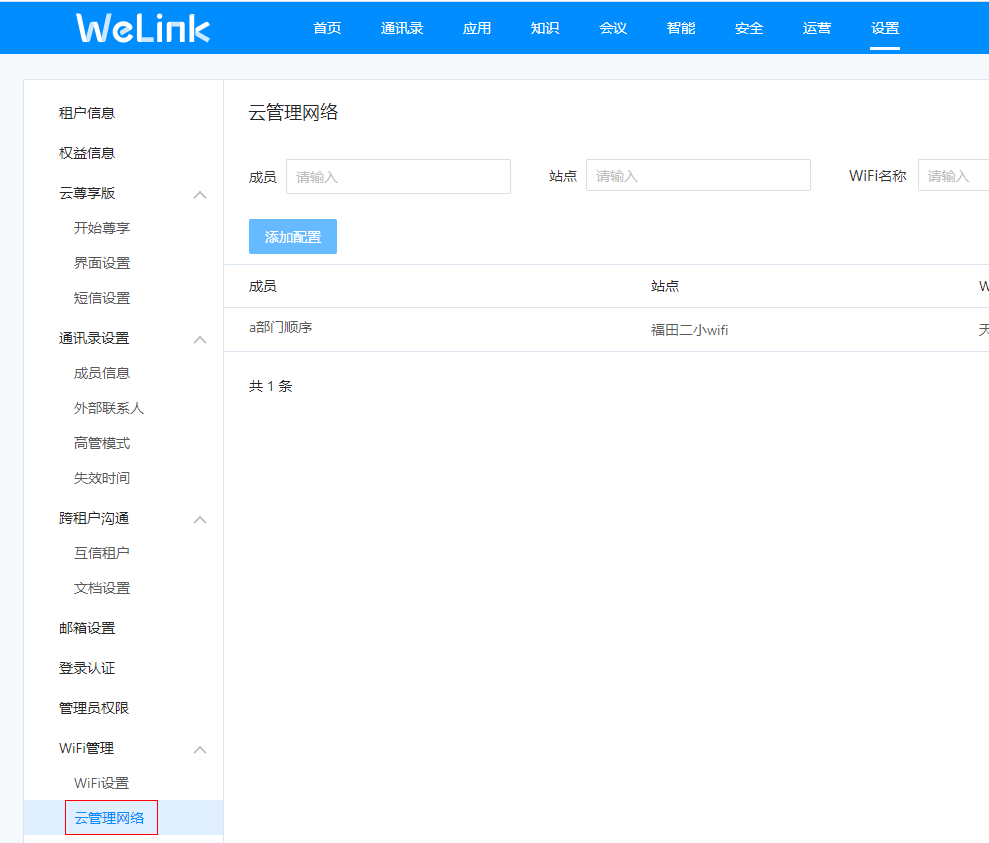 WeLink 首页 通讯录 应用 知识 会议 智能 安全 运营 设置
租户信息
权益信息
云尊享版
开始尊享
界面设置
短信设置
通讯录设置
成员信息
外部联系人
高管模式
失效时间
跨租户沟通
互信租户
文档设置
邮箱设置
登录认证
管理员权限
WiFi管理
WiFi设置
云管理网络
云管理网络
成员 请输入 站点 请输入 WiFi名称 请输入
添加配置
成员 站点 W
a部门顺序 福田二小wifi 天
共 1 条